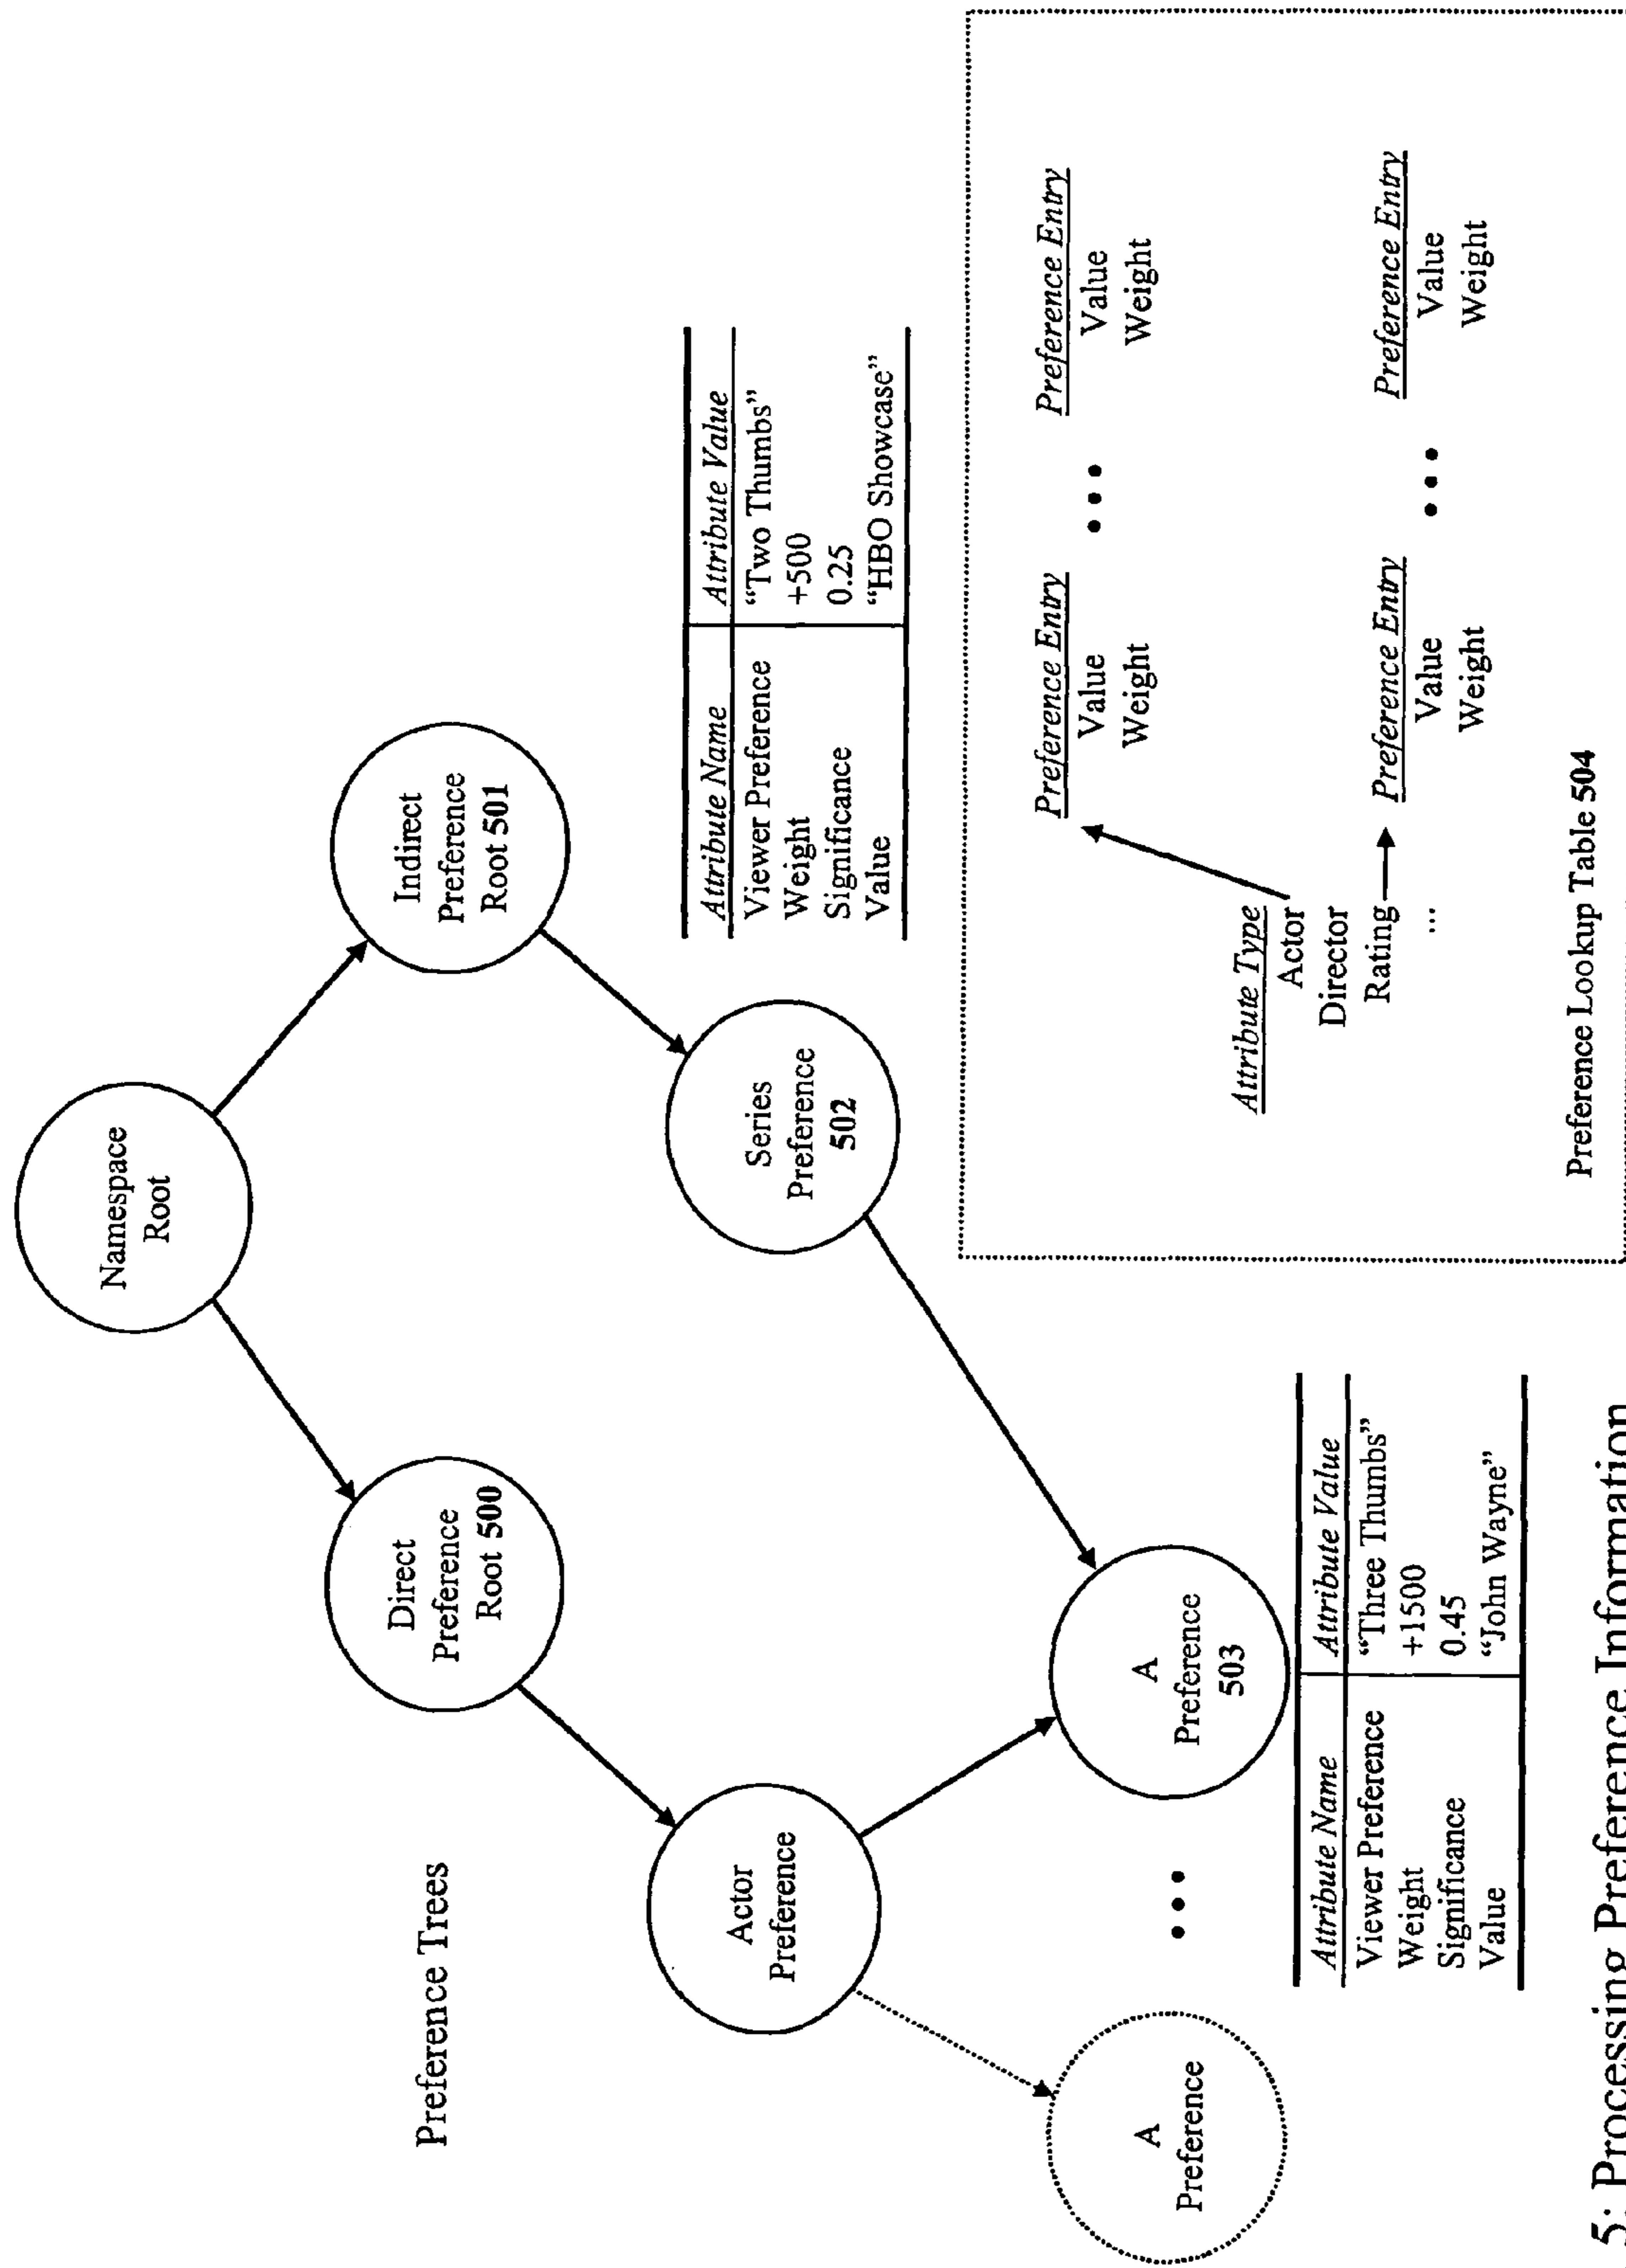 Preference Trees
Namespace
Root
Direct
Preference
Root 500
Indirect
Preference
Root 501
Actor
Preference
Series
Preference
502
A
Preference
...
A
Preference
503
Attribute Name Attribute Value
Viewer Preference "Two Thumbs"
Weight +500
Significance 0.25
Value "HBO Showcase"
Attribute Name Attribute Value
Viewer Preference "Three Thumbs"
Weight +1500
Significance 0.45
Value "John Wayne"
Attribute Type
Actor
Director
Rating
...
Preference Entry ... Preference Entry
Value Value
Weight Weight
Preference Entry ... Preference Entry
Value Value
Weight Weight
Preference Lookup Table 504
5: Processing Preference Information